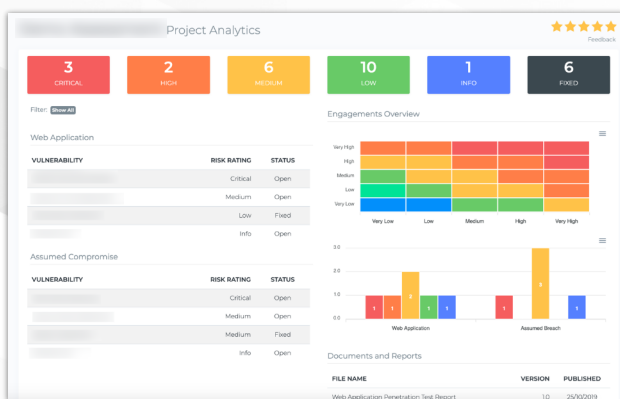 Project Analytics
Feedback
3
CRITICAL
2
HIGH
6
MEDIUM
10
LOW
1
INFO
6
FIXED
Filter: Show All
Web Application
VULNERABILITY RISK RATING STATUS
Critical Open
Medium Open
Low Fixed
Info Open
Assumed Compromise
VULNERABILITY RISK RATING STATUS
Critical Open
Medium Open
Medium Fixed
Info Open
Engagements Overview
Very High
High
Medium
Low
Very Low
Very Low Low Medium High Very High
3.0
2.0
1.0
0.0
1 1 2 1 1 1 3 1
Web Application Assumed Breach
Documents and Reports
FILE NAME VERSION PUBLISHED
Web Application Penetration Test Report 1.0 25/10/2019